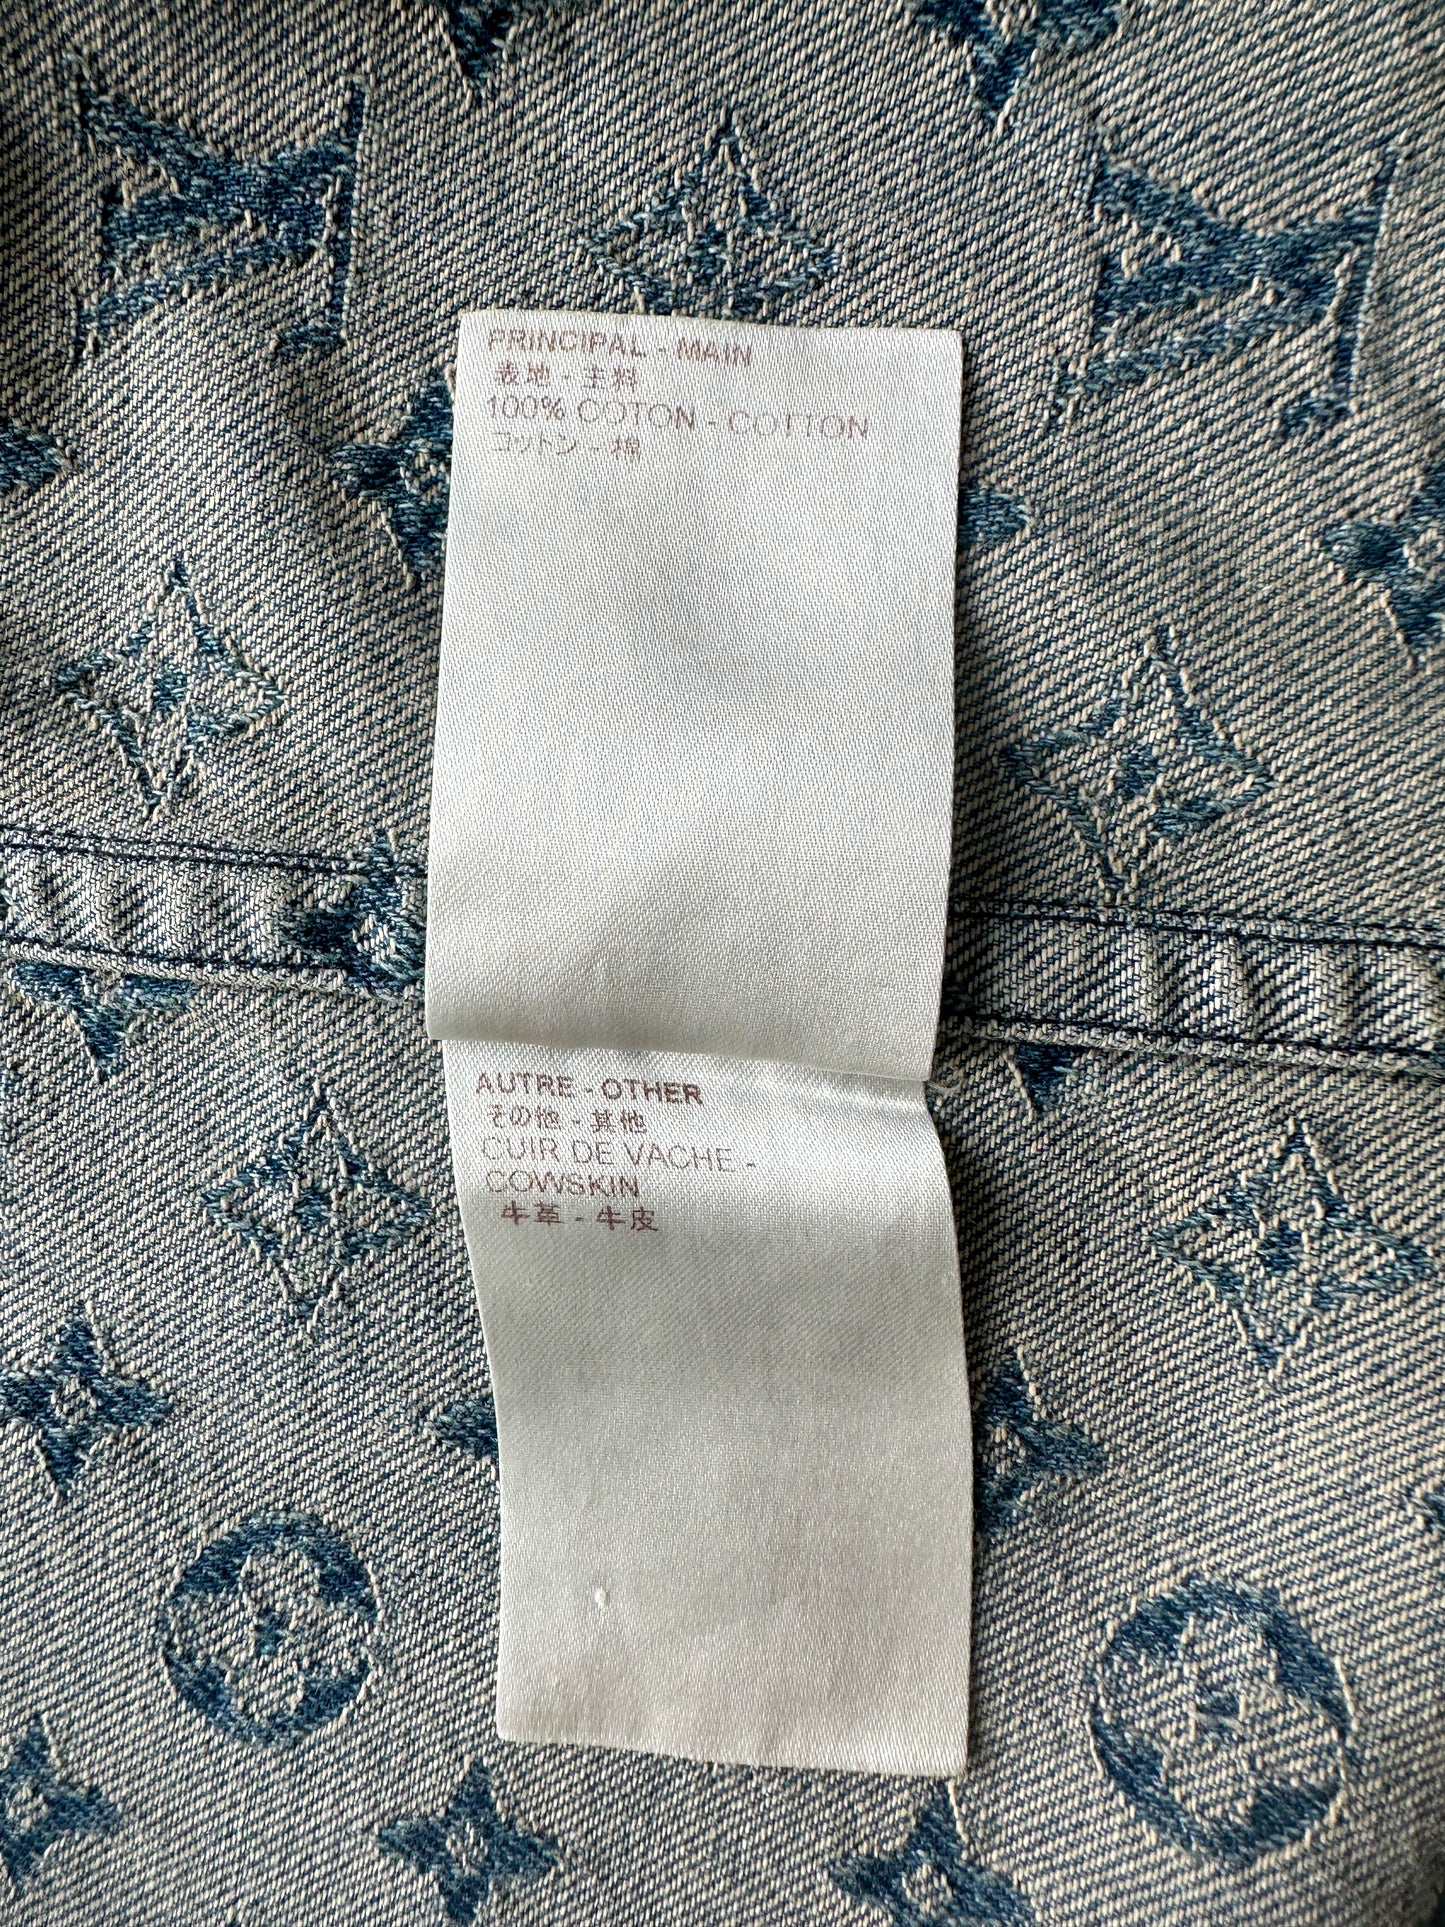 PRINCIPAL - MAIN
表地 - 主料
100% COTON - COTTON
コットン - 棉
AUTRE - OTHER
その他 - 其他
CUIR DE VACHE -
COWSKIN
牛革 - 牛皮